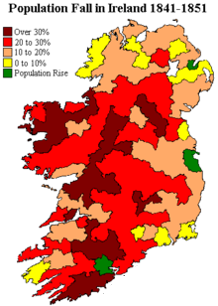 Population Fall in Ireland 1841-1851
Over 30%
20 to 30%
10 to 20%
0 to 10%
Population Rise